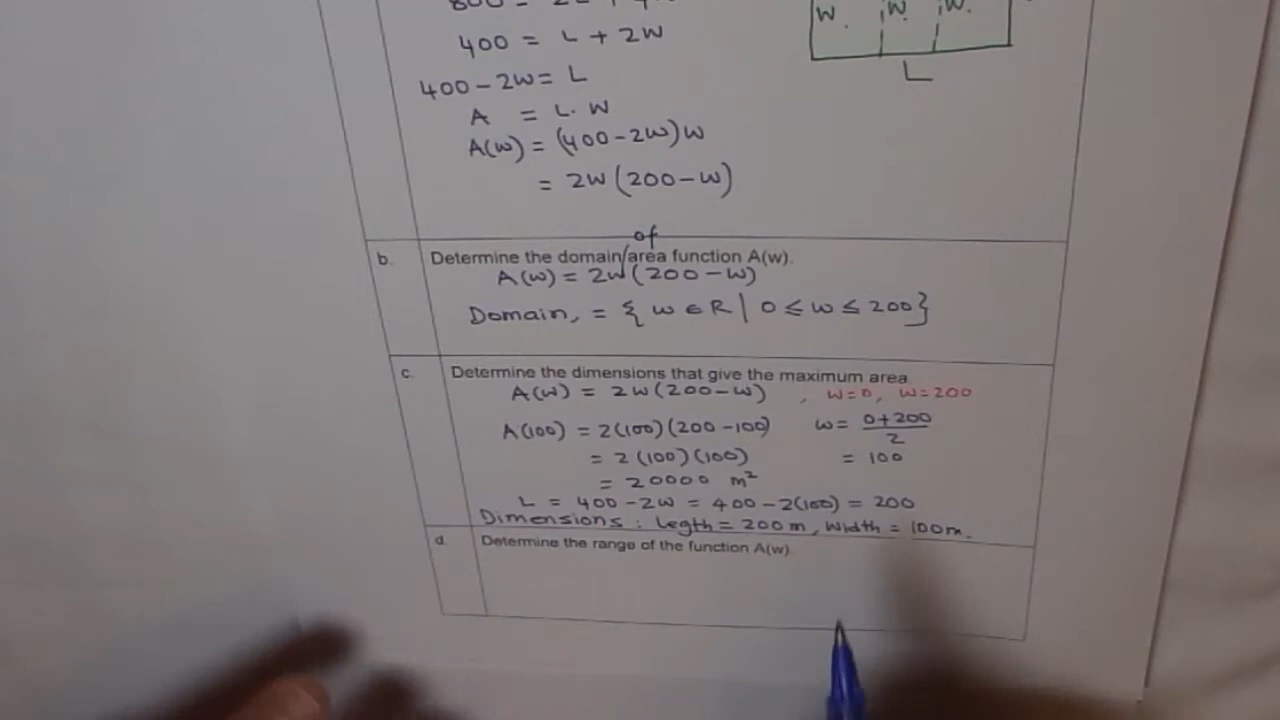 400 = L + 2W
400 - 2W = L
A = L. W
A(W) = (400 - 2W)W
= 2W(200 - W)
W. W. W.
L
of
b. Determine the domain/area function A(w).
A(W) = 2W(200 - W)
Domain, = { W ∈ R | 0 ≤ W ≤ 200}
c. Determine the dimensions that give the maximum area
A(W) = 2W(200 - W) , W=0, W=200
A(100) = 2(100)(200 - 100) W = 0+200/2
= 2(100)(100) = 100
= 20000 m²
L = 400 - 2W = 400 - 2(100) = 200
Dimensions : Legth = 200 m, Width = 100m.
d. Determine the range of the function A(w)